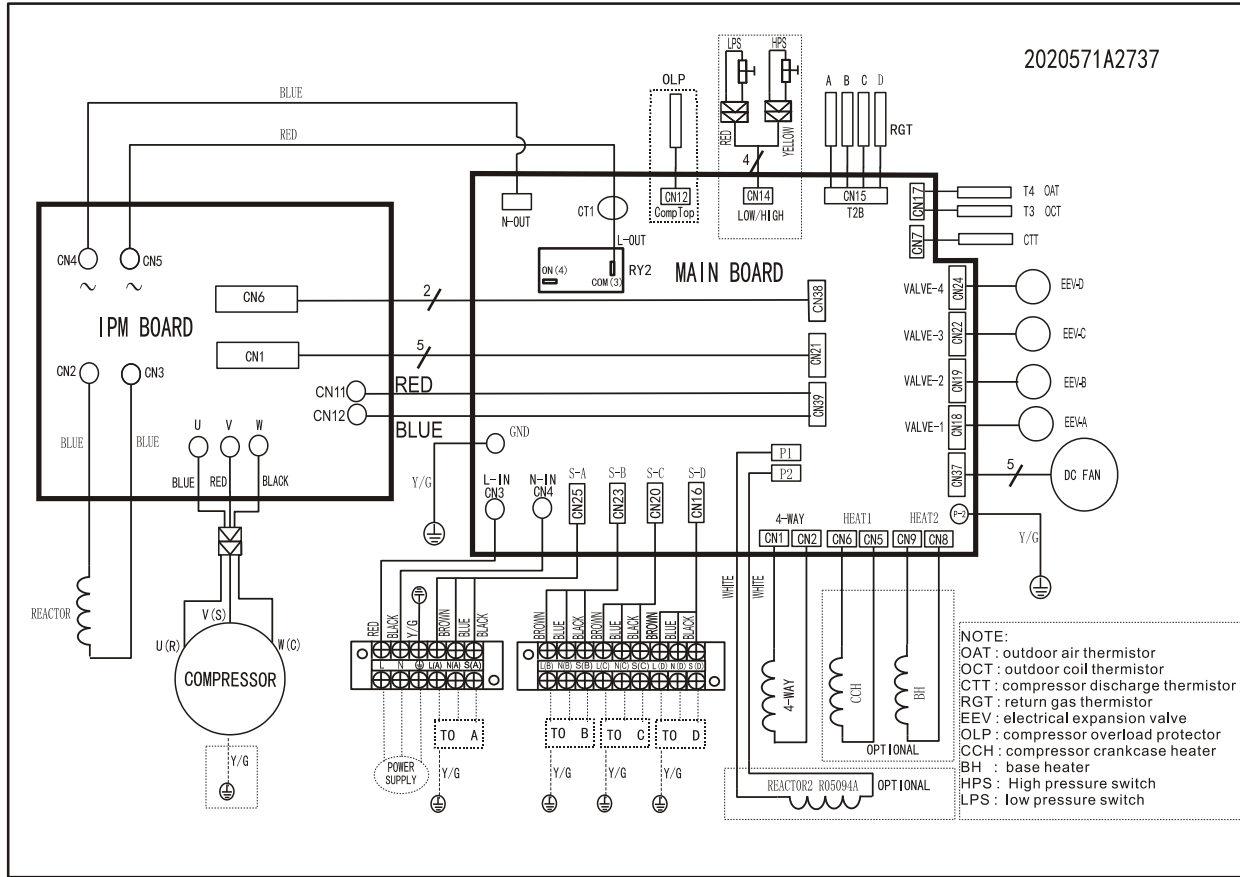 2020571A2737
LPS
HPS
OLP
A B C D
RGT
BLUE
RED
RED
YELLOW
4
CN12
CompTop
CN14
LOW/HIGH
CN15
T2B
CN17
T4 OAT
T3 OCT
CN7
CTT
N-OUT
CT1
L-OUT
ON(4)
COM(3)
RY2
MAIN BOARD
CN4
CN5
~
~
CN6
2
CN38
IPM BOARD
CN1
5
CN21
CN2
CN3
CN11
RED
CN12
BLUE
CN39
VALVE-4
CN24
EEV-D
VALVE-3
CN22
EEV-C
VALVE-2
CN19
EEV-B
VALVE-1
CN18
EEV-A
CN37
5
DC FAN
U
V
W
BLUE
BLUE
BLUE
RED
BLACK
GND
Y/G
P1
P2
L-IN
CN3
N-IN
CN4
S-A
CN25
S-B
CN23
S-C
CN20
S-D
CN16
4-WAY
CN1
CN2
HEAT1
CN6
CN5
HEAT2
CN9
CN8
P-2
Y/G
WHITE
WHITE
REACTOR
U(R)
V(S)
W(C)
COMPRESSOR
Y/G
RED
BLACK
Y/G
BROWN
BLUE
BLACK
L
N
L(A)
N(A)
S(A)
BROWN
BLUE
BLACK
BROWN
BLUE
BLACK
BROWN
BLUE
BLACK
L(B)
N(B)
S(B)
L(C)
N(C)
S(C)
L(D)
N(D)
S(D)
POWER
SUPPLY
TO A
TO B
TO C
TO D
Y/G
Y/G
Y/G
Y/G
4-WAY
CCH
BH
OPTIONAL
REACTOR2 R05094A
OPTIONAL
NOTE:
OAT : outdoor air thermistor
OCT : outdoor coil thermistor
CTT : compressor discharge thermistor
RGT : return gas thermistor
EEV : electrical expansion valve
OLP : compressor overload protector
CCH : compressor crankcase heater
BH : base heater
HPS : High pressure switch
LPS : low pressure switch